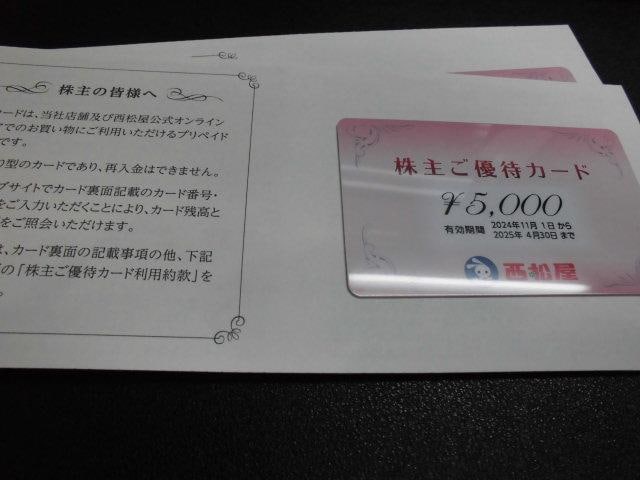 株主の皆様へ
カードは、当社店舗及び西松屋公式オンライン
でのお買い物にご利用いただけるプリペイド
です。
り型のカードであり、再入金はできません。
ブサイトでカード裏面記載のカード番号・
をご入力いただくことにより、カード残高と
をご照会いただけます。
は、カード裏面の記載事項の他、下記
の「株主ご優待カード利用約款」を
株主ご優待カード
¥5,000
有効期間 2024年11月 1日から
2025年 4月30日まで
西松屋